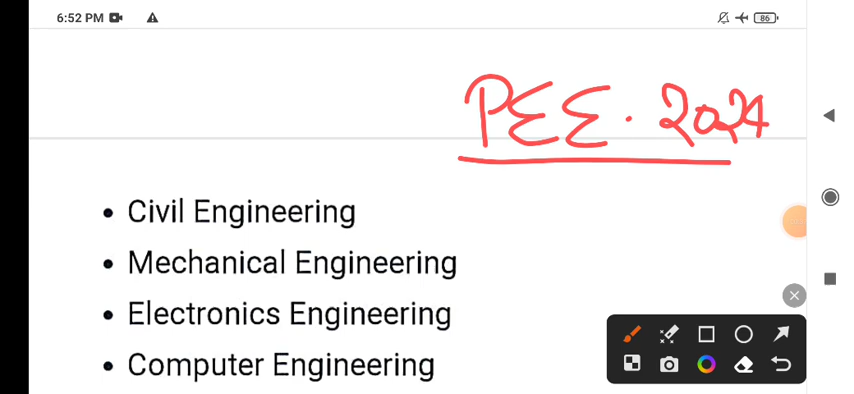 6:52 PM
86
PEE. 2024
• Civil Engineering
• Mechanical Engineering
• Electronics Engineering
• Computer Engineering